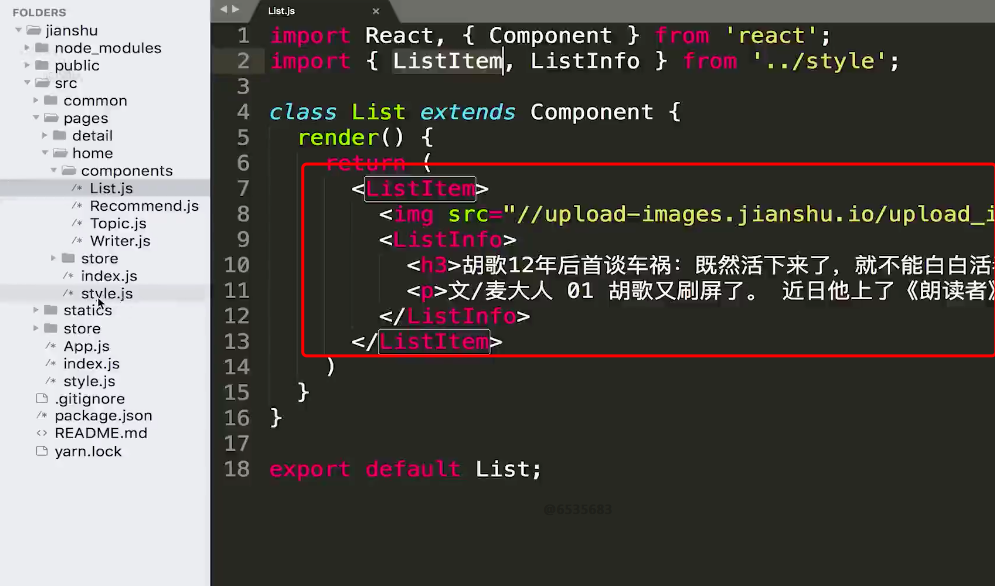 FOLDERS
jianshu
node_modules
public
src
common
pages
detail
home
components
List.js
Recommend.js
Topic.js
Writer.js
store
index.js
style.js
statics
store
App.js
index.js
style.js
.gitignore
package.json
README.md
yarn.lock
List.js
1 import React, { Component } from 'react';
2 import { ListItem, ListInfo } from '../style';
3
4 class List extends Component {
5 render() {
6 return (
7 <ListItem>
8 <img src="//upload-images.jianshu.io/upload_i
9 <ListInfo>
10 <h3>胡歌12年后首谈车祸：既然活下来了，就不能白白活
11 <p>文/麦大人 01 胡歌又刷屏了。 近日他上了《朗读者》
12 </ListInfo>
13 </ListItem>
14 )
15 }
16 }
17
18 export default List;
@6535683